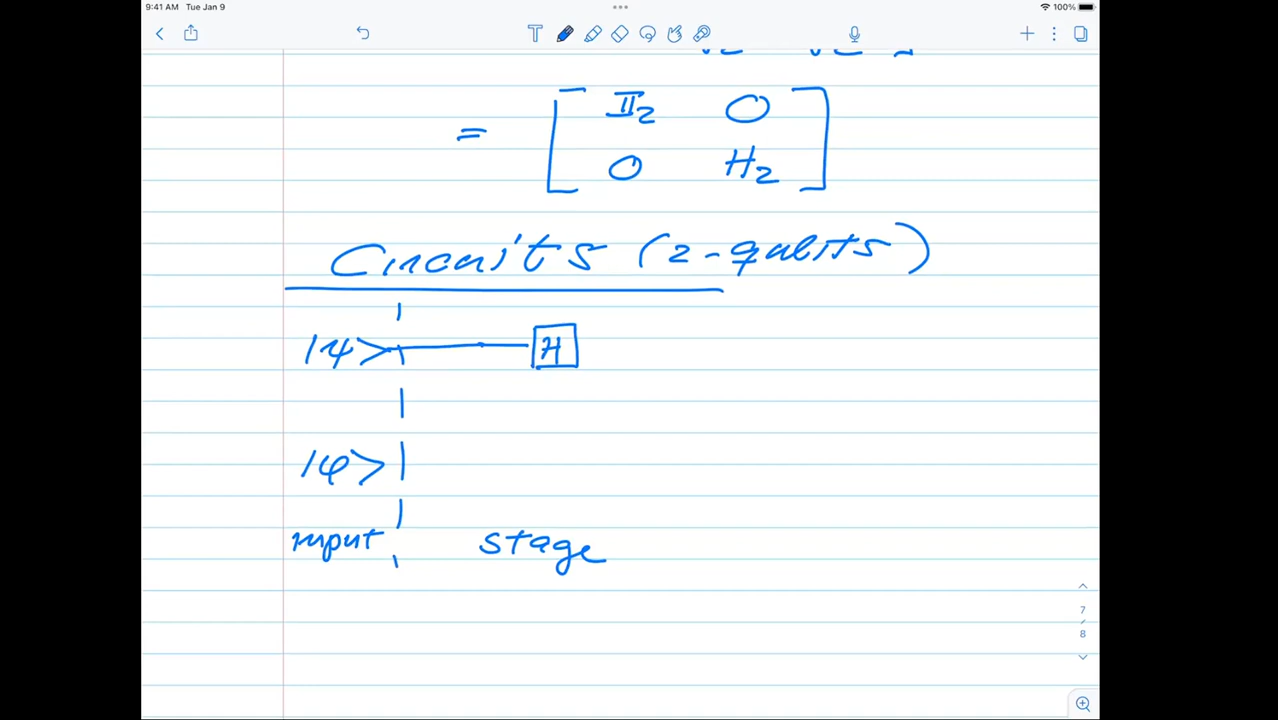 9:41 AM Tue Jan 9
100%
T
= [ 𝕀₂ 0
0 H₂ ]
Circuits (2-qubits)
|ψ> H
|φ>
input stage
7
/
8